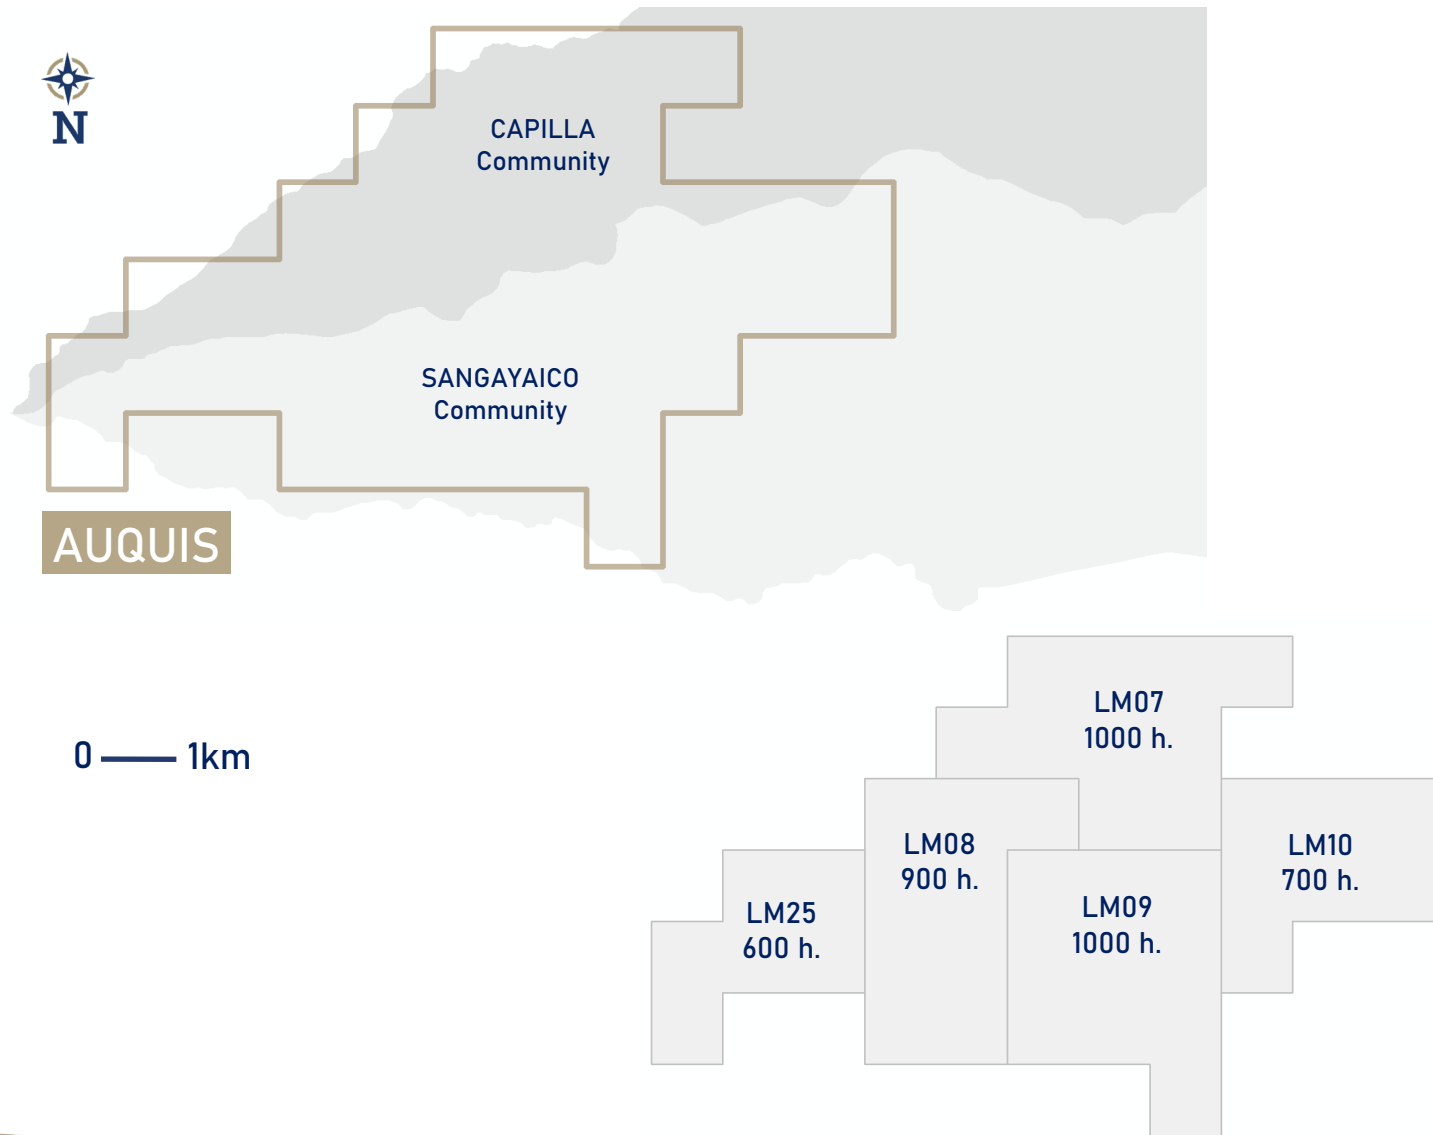 N
CAPILLA
Community
SANGAYAICO
Community
AUQUIS
0 1km
LM07
1000 h.
LM08
900 h.
LM10
700 h.
LM25
600 h.
LM09
1000 h.